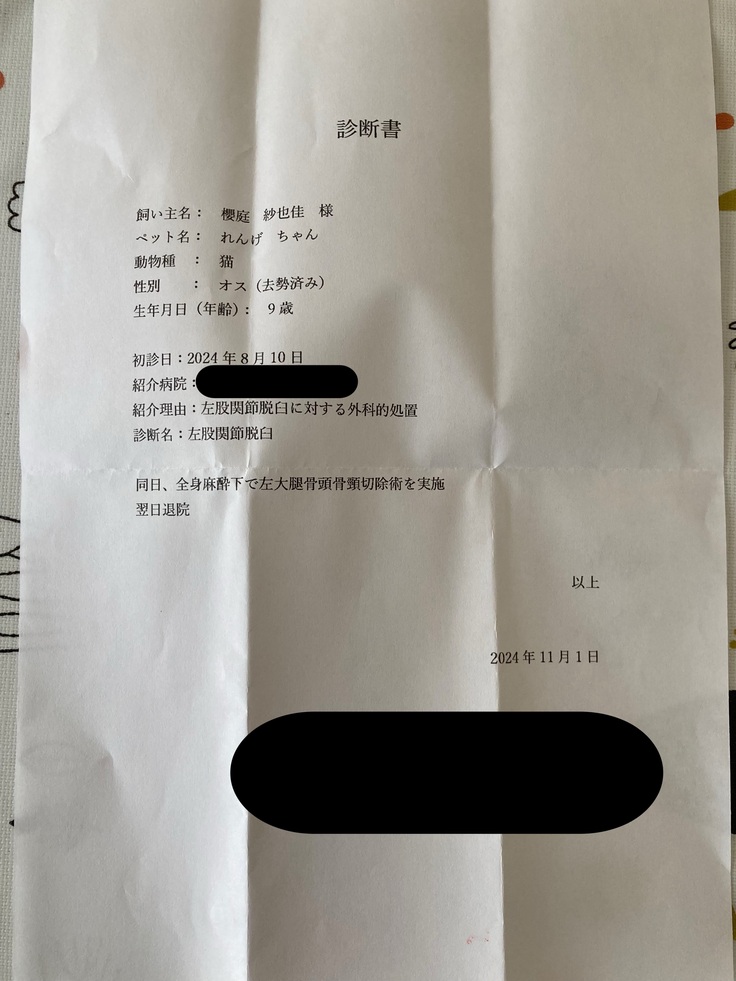 診断書
飼い主名： 櫻庭 紗也佳 様
ペット名： れんげ ちゃん
動物種 ： 猫
性別 ： オス（去勢済み）
生年月日（年齢）： 9歳
初診日：2024年8月10日
紹介病院：
紹介理由：左股関節脱臼に対する外科的処置
診断名：左股関節脱臼
同日、全身麻酔下で左大腿骨頭骨頸切除術を実施
翌日退院
以上
2024年11月1日